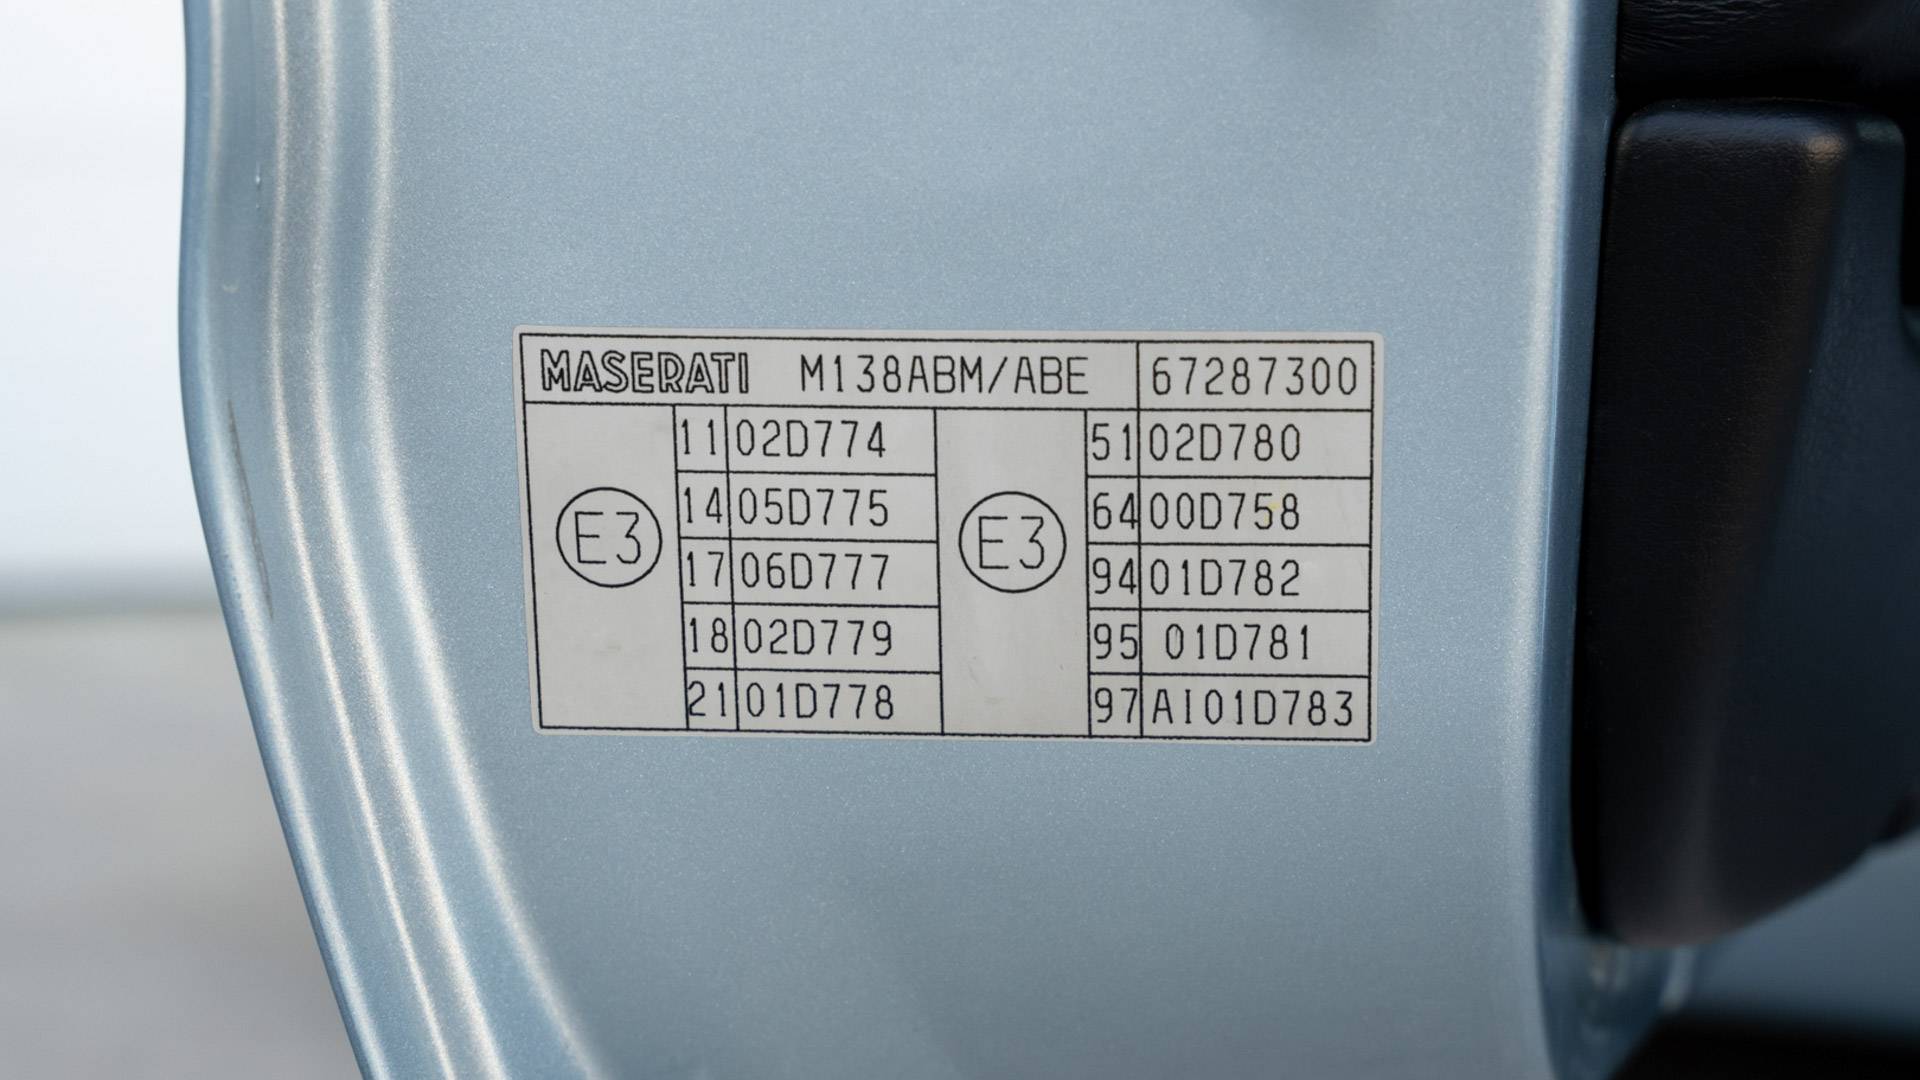 MASERATI M138ABM/ABE 67287300
11 02D774 51 02D780
14 05D775 64 00D758
E3 17 06D777 E3 94 01D782
18 02D779 95 01D781
21 01D778 97 AI01D783